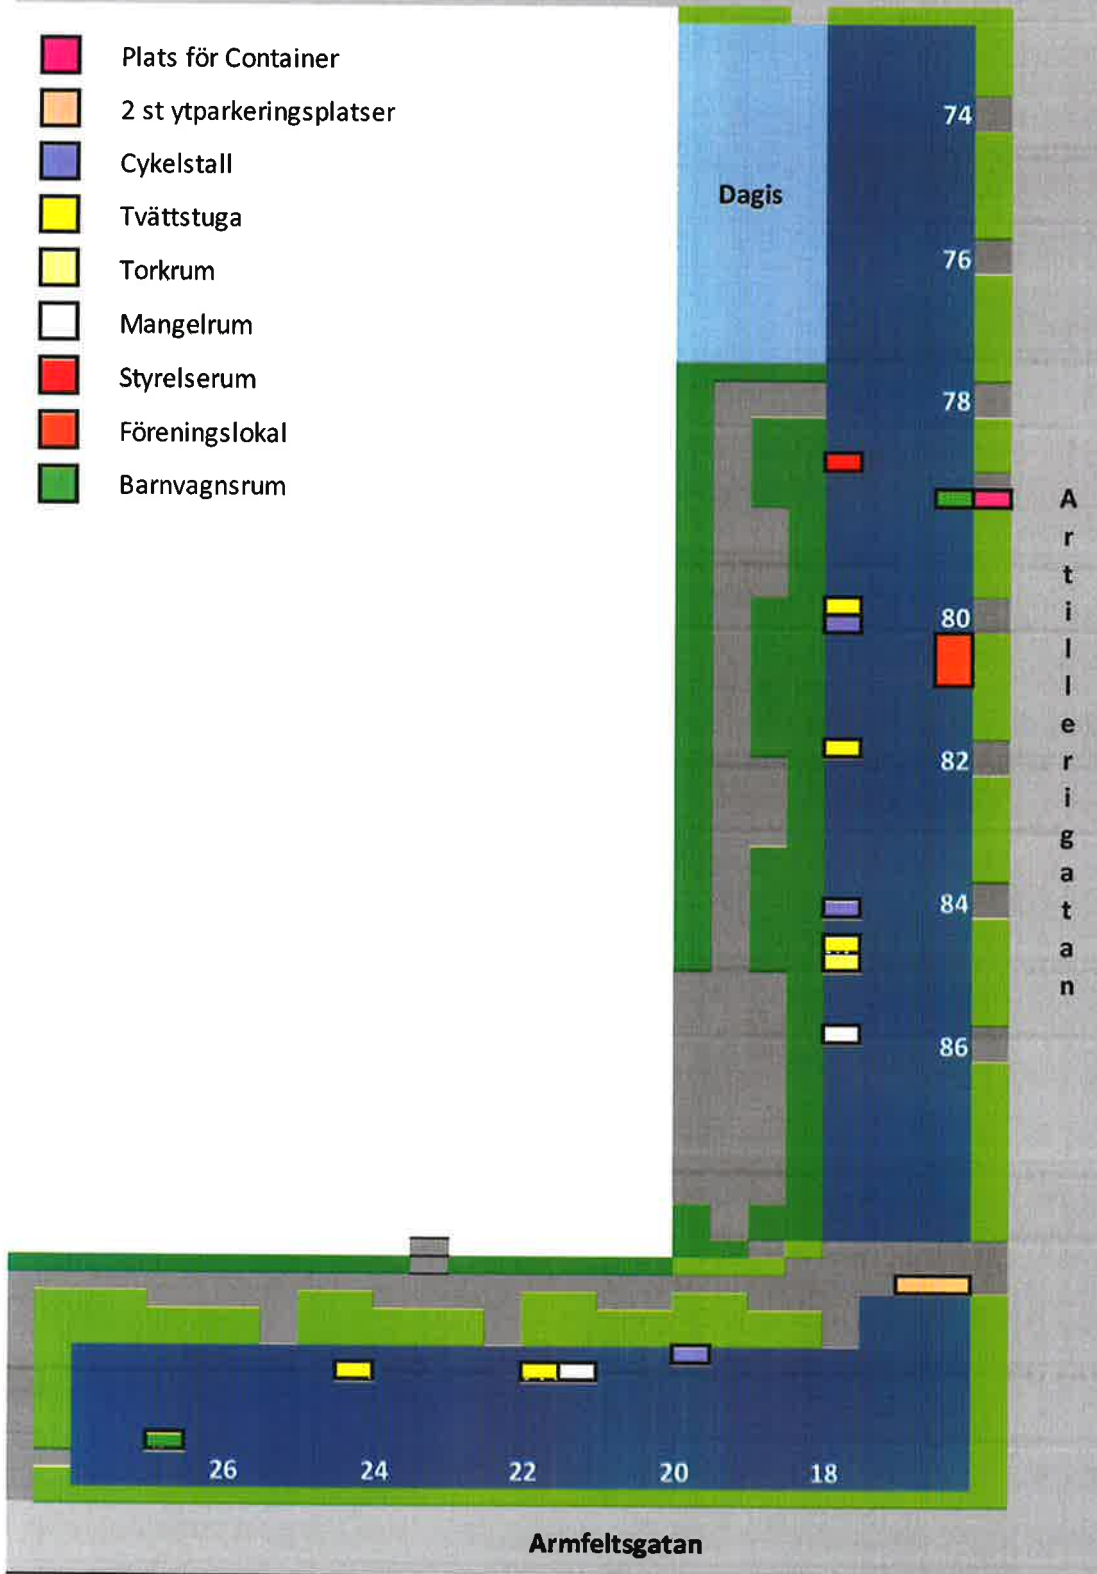 Plats för Container
2 st ytparkeringsplatser
Cykelstall
Tvättstuga
Torkrum
Mangelrum
Styrelserum
Föreningslokal
Barnvagnsrum
Dagis
74
76
78
80
82
84
86
Artillerigatan
26 24 22 20 18
Armfeltsgatan